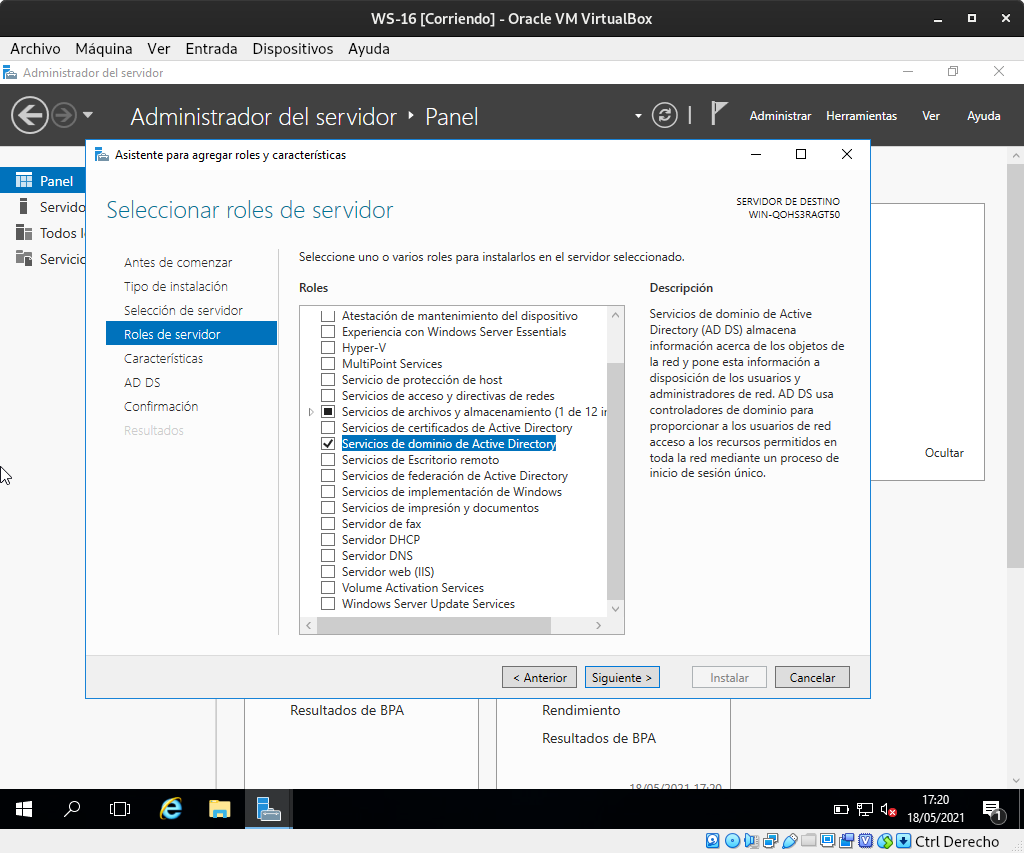 WS-16 [Corriendo] - Oracle VM VirtualBox
Archivo Máquina Ver Entrada Dispositivos Ayuda
Administrador del servidor
Administrador del servidor Panel
Administrar Herramientas Ver Ayuda
Panel
Servido
Todos l
Servicio
Asistente para agregar roles y características
Seleccionar roles de servidor
SERVIDOR DE DESTINO
WIN-QOHS3RAGT50
Antes de comenzar
Tipo de instalación
Selección de servidor
Roles de servidor
Características
AD DS
Confirmación
Resultados
Seleccione uno o varios roles para instalarlos en el servidor seleccionado.
Roles
Atestación de mantenimiento del dispositivo
Experiencia con Windows Server Essentials
Hyper-V
MultiPoint Services
Servicio de protección de host
Servicios de acceso y directivas de redes
Servicios de archivos y almacenamiento (1 de 12 in
Servicios de certificados de Active Directory
Servicios de dominio de Active Directory
Servicios de Escritorio remoto
Servicios de federación de Active Directory
Servicios de implementación de Windows
Servicios de impresión y documentos
Servidor de fax
Servidor DHCP
Servidor DNS
Servidor web (IIS)
Volume Activation Services
Windows Server Update Services
Descripción
Servicios de dominio de Active
Directory (AD DS) almacena
información acerca de los objetos de
la red y pone esta información a
disposición de los usuarios y
administradores de red. AD DS usa
controladores de dominio para
proporcionar a los usuarios de red
acceso a los recursos permitidos en
toda la red mediante un proceso de
inicio de sesión único.
Ocultar
< Anterior Siguiente > Instalar Cancelar
Resultados de BPA
Rendimiento
Resultados de BPA
18/05/2021 17:20
17:20
18/05/2021
1
Ctrl Derecho